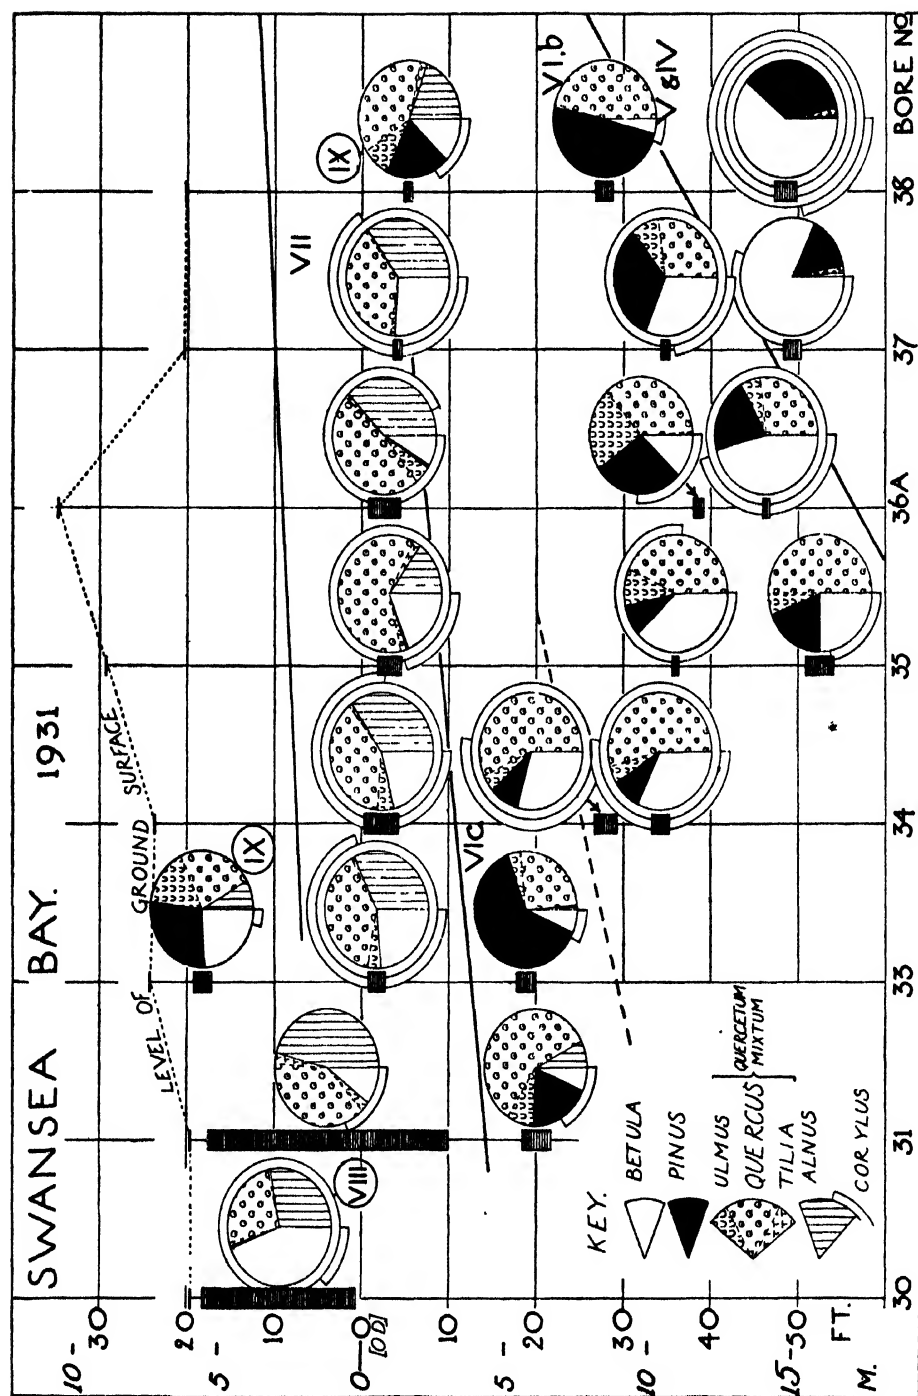 SWANSEA BAY. 1931
LEVEL OF GROUND SURFACE
IX
VII
IX
VIII
VIc
VI.b
V & IV
KEY.
BETULA
PINUS
ULMUS
QUERCUS
TILIA
QUERCETUM
MIXTUM
ALNUS
CORYLUS
10-
5-
5-
10-
15-
M.
30
20
10
0
[OD]
10
20
30
40
50
FT.
30
31
33
34
35
36A
37
38
BORE NO